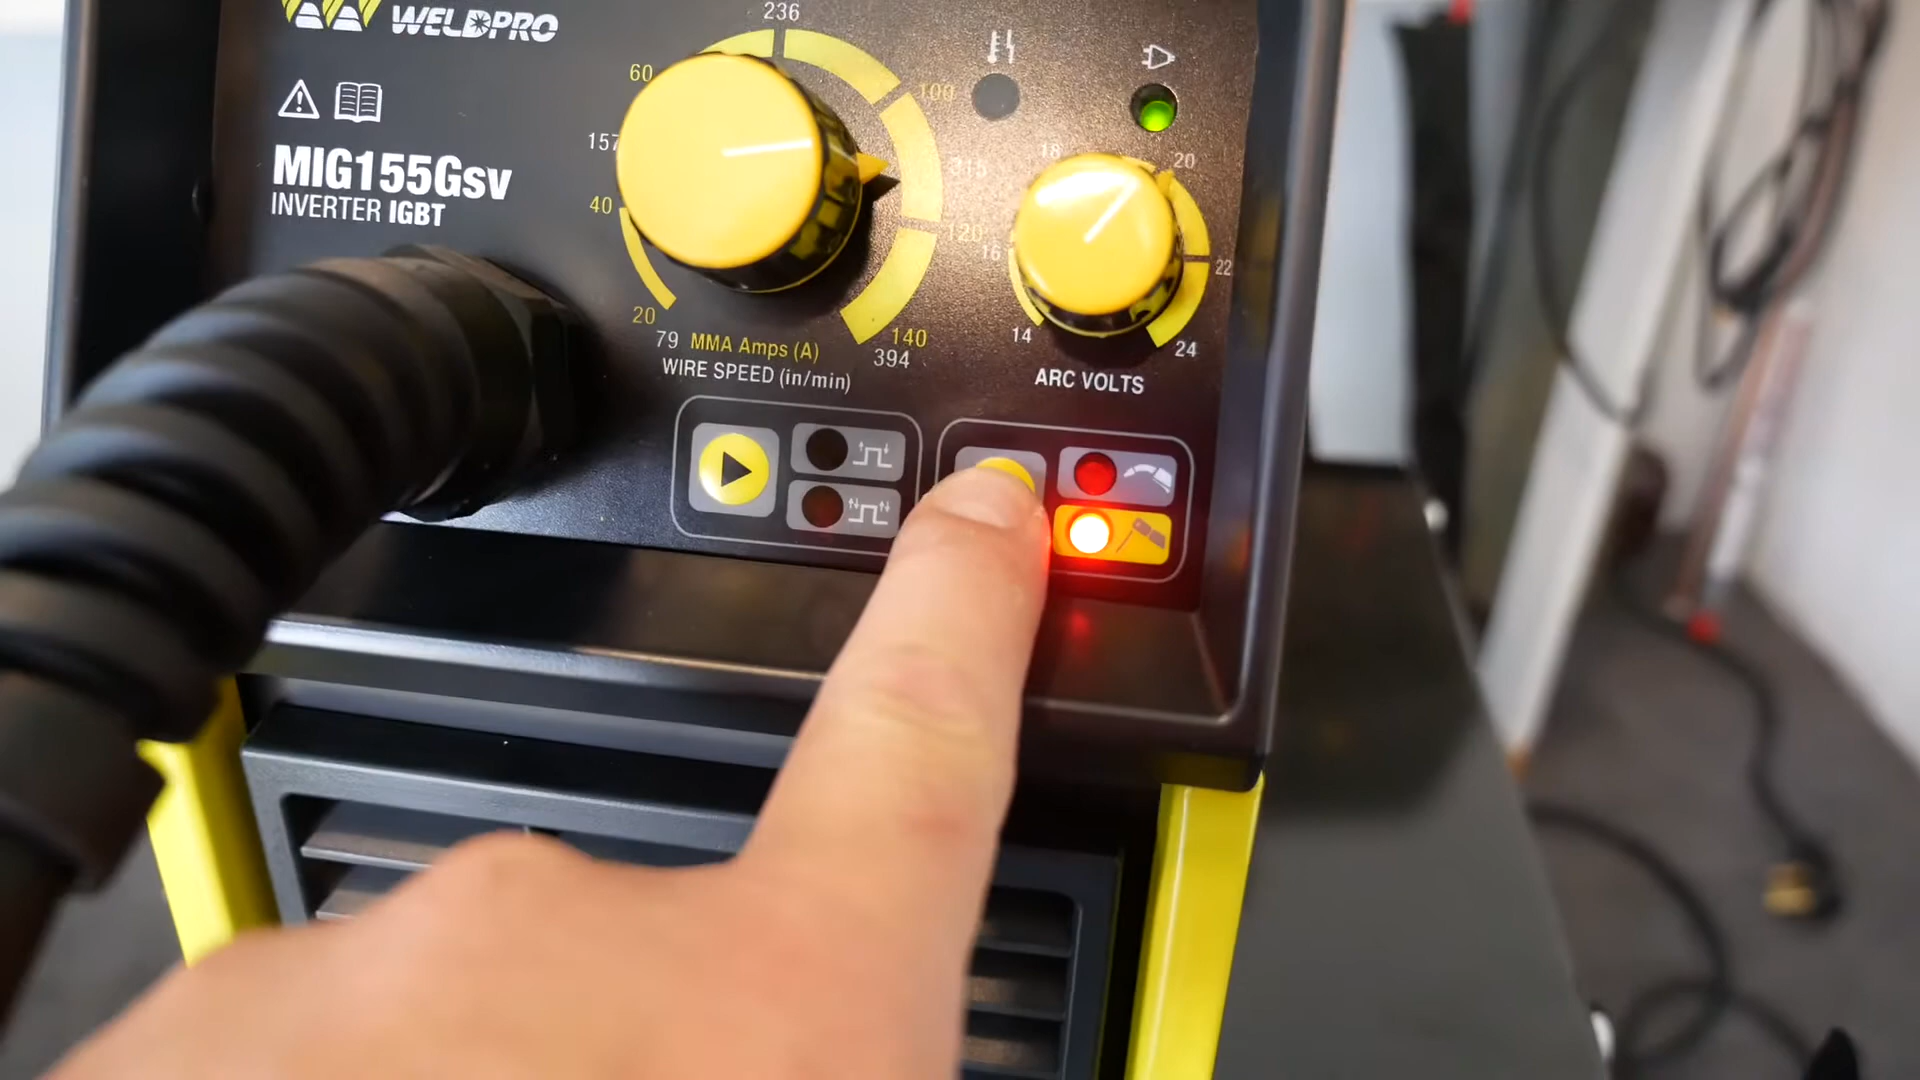 WELDPRO
MIG155Gsv
INVERTER IGBT
236
60
100
157
315
40
120
20
140
79
394
MMA Amps (A)
WIRE SPEED (in/min)
18
20
16
22
14
24
ARC VOLTS